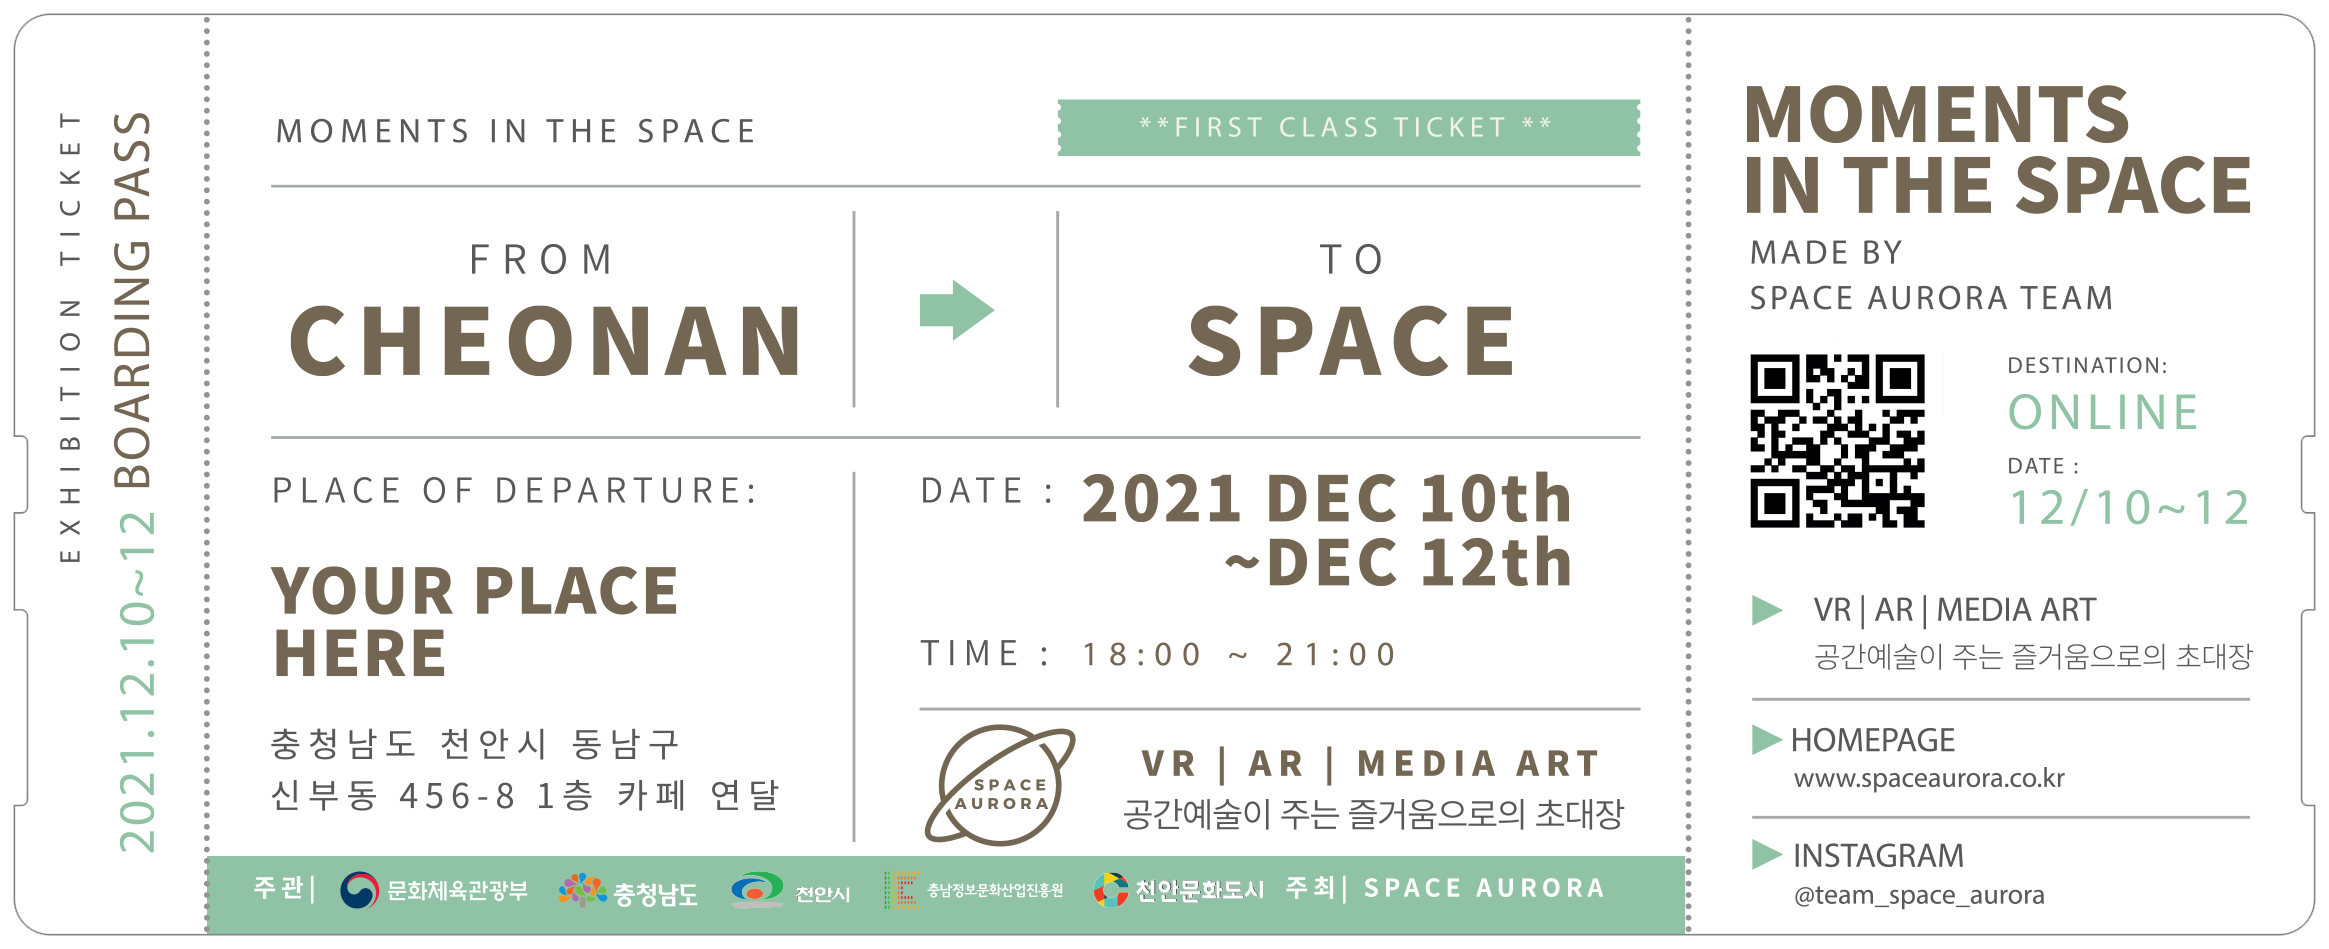 EXHIBITION TICKET
2021.12.10~12 BOARDING PASS
MOMENTS IN THE SPACE
**FIRST CLASS TICKET **
FROM
CHEONAN
TO
SPACE
PLACE OF DEPARTURE:
YOUR PLACE
HERE
충청남도 천안시 동남구
신부동 456-8 1층 카페 연달
DATE : 2021 DEC 10th
~DEC 12th
TIME : 18:00 ~ 21:00
SPACE
AURORA
VR | AR | MEDIA ART
공간예술이 주는 즐거움으로의 초대장
주관| 문화체육관광부 충청남도 천안시 충남정보문화산업진흥원 천안문화도시 주최| SPACE AURORA
MOMENTS
IN THE SPACE
MADE BY
SPACE AURORA TEAM
DESTINATION:
ONLINE
DATE :
12/10~12
VR | AR | MEDIA ART
공간예술이 주는 즐거움으로의 초대장
HOMEPAGE
www.spaceaurora.co.kr
INSTAGRAM
@team_space_aurora